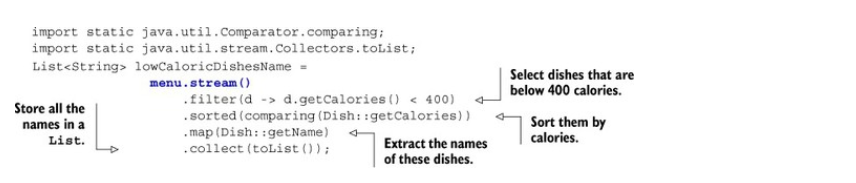 import static java.util.Comparator.comparing;
import static java.util.stream.Collectors.toList;
List<String> lowCaloricDishesName =
menu.stream()
.filter(d -> d.getCalories() < 400)
.sorted(comparing(Dish::getCalories))
.map(Dish::getName)
.collect(toList());
Select dishes that are
below 400 calories.
Sort them by
calories.
Extract the names
of these dishes.
Store all the
names in a
List.